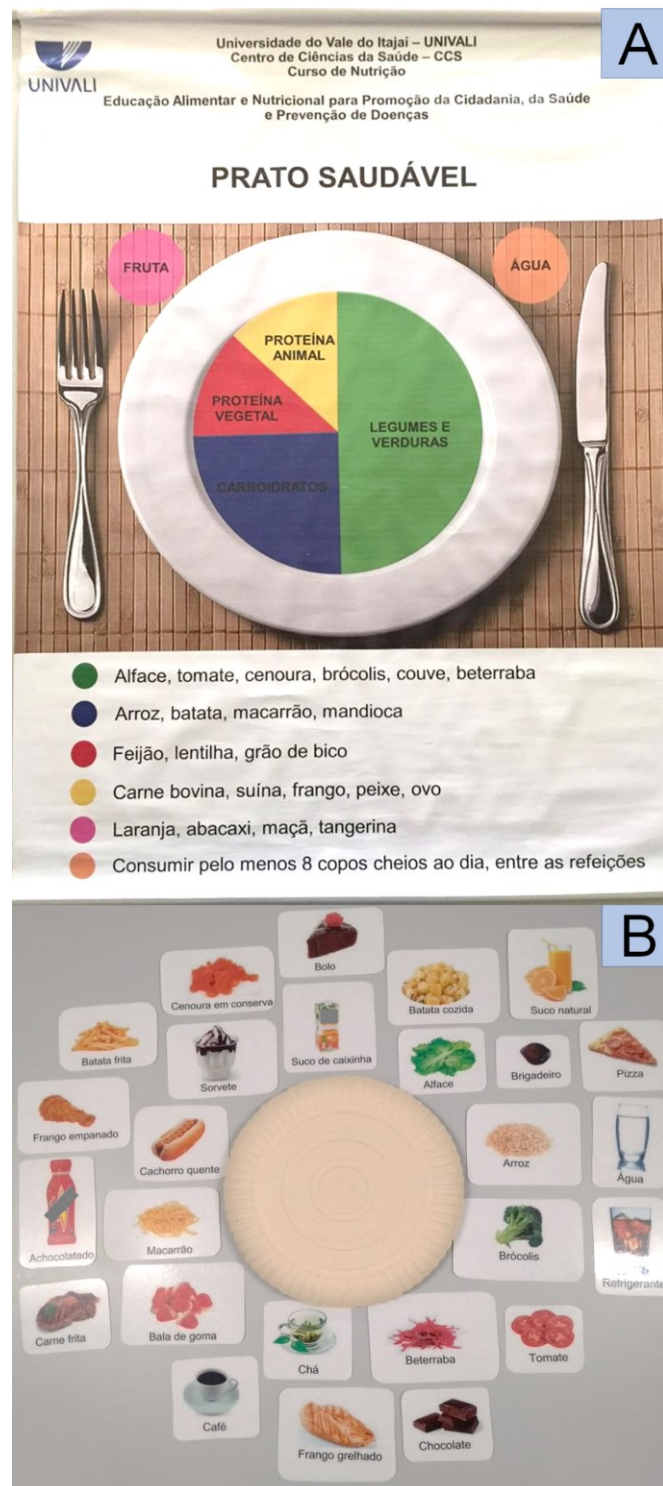 A
UNIVALI
Universidade do Vale do Itajaí – UNIVALI
Centro de Ciências da Saúde – CCS
Curso de Nutrição
Educação Alimentar e Nutricional para Promoção da Cidadania, da Saúde
e Prevenção de Doenças
PRATO SAUDÁVEL
FRUTA
ÁGUA
PROTEÍNA
ANIMAL
PROTEÍNA
VEGETAL
LEGUMES E
VERDURAS
CARBOIDRATOS
Alface, tomate, cenoura, brócolis, couve, beterraba
Arroz, batata, macarrão, mandioca
Feijão, lentilha, grão de bico
Carne bovina, suína, frango, peixe, ovo
Laranja, abacaxi, maçã, tangerina
Consumir pelo menos 8 copos cheios ao dia, entre as refeições
B
Bolo
Cenoura em conserva
Batata cozida
Suco natural
Batata frita
Sorvete
Suco de caixinha
Alface
Brigadeiro
Pizza
Frango empanado
Cachorro quente
Arroz
Água
Achocolatado
Macarrão
Brócolis
Refrigerante
Carne frita
Bala de goma
Chá
Beterraba
Tomate
Café
Frango grelhado
Chocolate